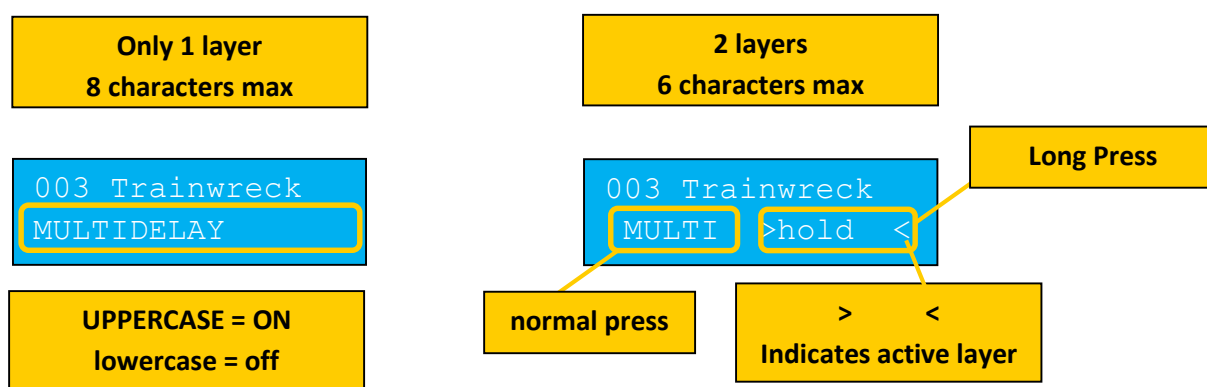 Only 1 layer
8 characters max
003 Trainwreck
MULTIDELAY
UPPERCASE = ON
lowercase = off
2 layers
6 characters max
Long Press
003 Trainwreck
MULTI >hold <
normal press
> <
Indicates active layer